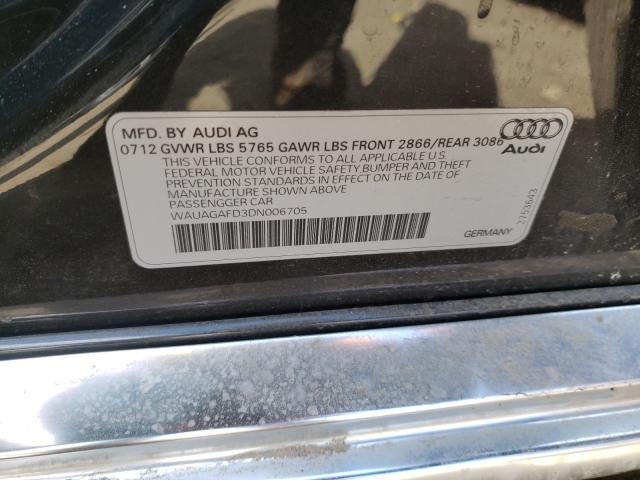 MFD. BY AUDI AG
0712 GVWR LBS 5765 GAWR LBS FRONT 2866/REAR 3086
THIS VEHICLE CONFORMS TO ALL APPLICABLE U.S.
FEDERAL MOTOR VEHICLE SAFETY,BUMPER AND THEFT
PREVENTION STANDARDS IN EFFECT ON THE DATE OF
MANUFACTURE SHOWN ABOVE
PASSENGGER CAR
WAUAGAFD3DN006705
Audi
GERMANY
2753643